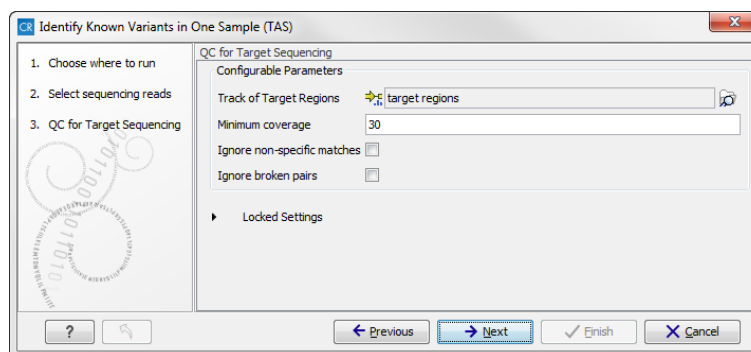 CR Identify Known Variants in One Sample (TAS)
X
1. Choose where to run
2. Select sequencing reads
3. QC for Target Sequencing
QC for Target Sequencing
Configurable Parameters
Track of Target Regions target regions
Minimum coverage 30
Ignore non-specific matches
Ignore broken pairs
Locked Settings
? Previous Next Finish Cancel